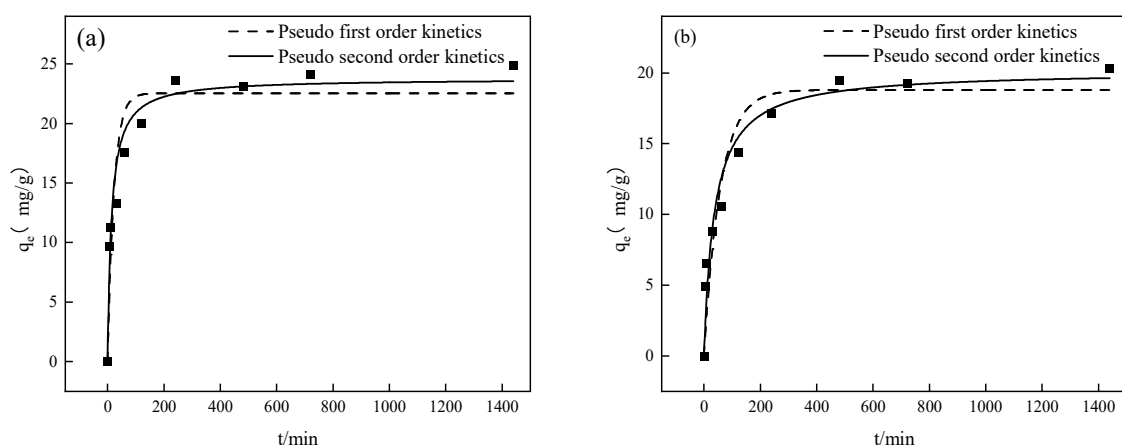 (a)
Pseudo first order kinetics
Pseudo second order kinetics
25
20
15
10
5
0
qe( mg/g)
0 200 400 600 800 1000 1200 1400
t/min
(b)
Pseudo first order kinetics
Pseudo second order kinetics
20
15
10
5
0
qe( mg/g)
0 200 400 600 800 1000 1200 1400
t/min